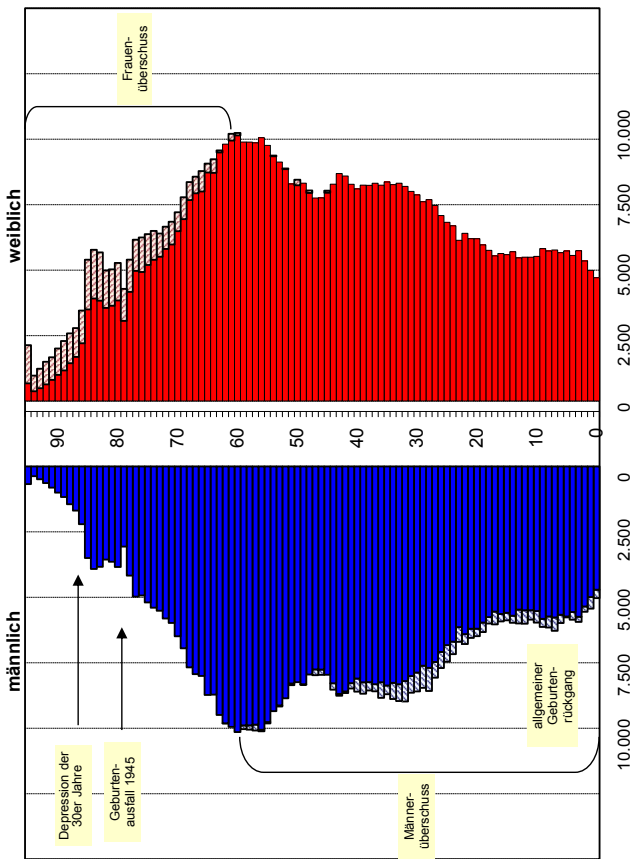 männlich
weiblich
Depression der
30er Jahre
Geburten-
ausfall 1945
Frauen-
überschuss
Männer-
überschuss
allgemeiner
Geburten-
rückgang
90
80
70
60
50
40
30
20
10
0
10.000
7.500
5.000
2.500
0
0
2.500
5.000
7.500
10.000